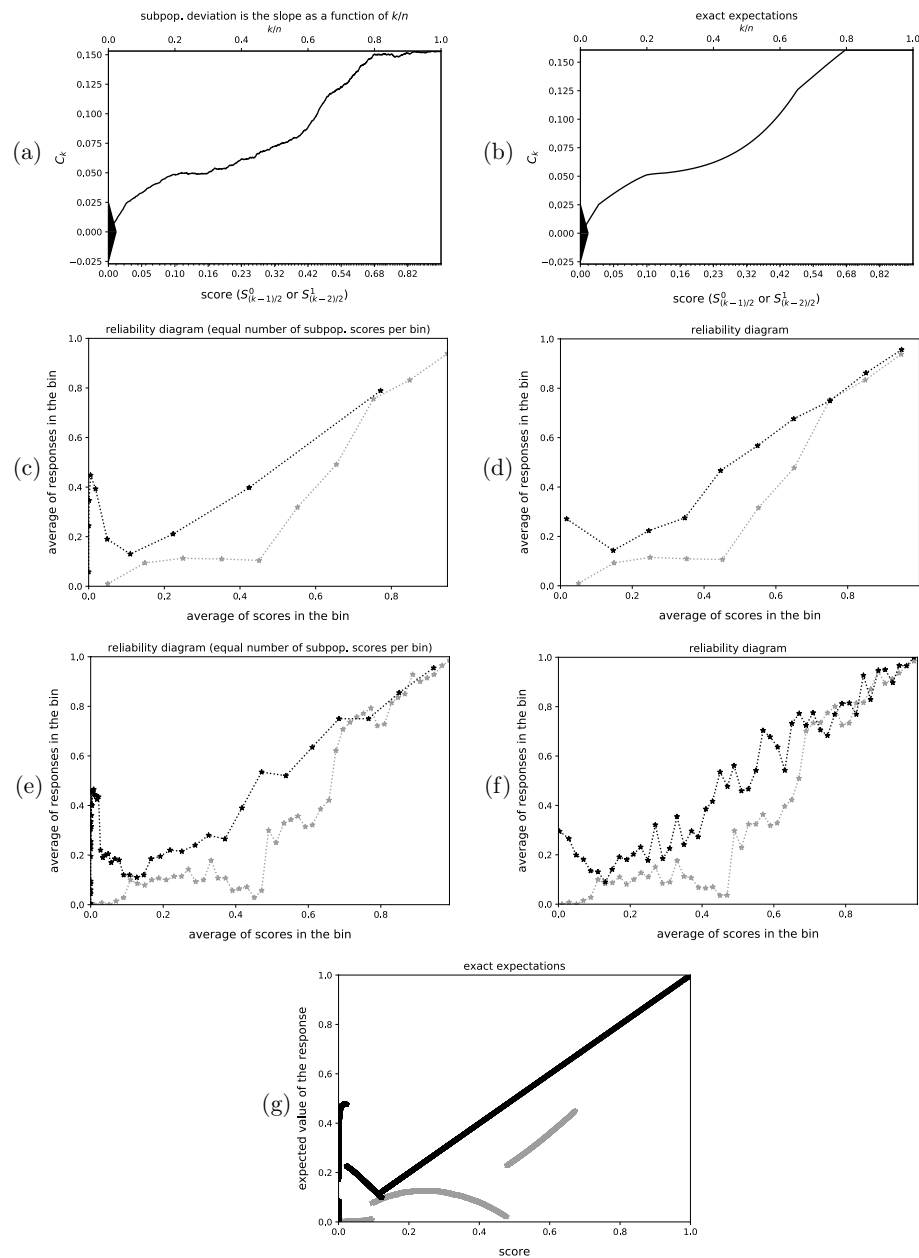 subpop. deviation is the slope as a function of k/n
k/n
0.0 0.2 0.4 0.6 0.8 1.0
0.150
0.125
0.100
0.075
0.050
0.025
0.000
−0.025
C_k
(a)
0.00 0.05 0.10 0.16 0.23 0.32 0.42 0.54 0.68 0.82
score (S^0_{(k−1)/2} or S^1_{(k−2)/2})
exact expectations
k/n
0.0 0.2 0.4 0.6 0.8 1.0
0.150
0.125
0.100
0.075
0.050
0.025
0.000
−0.025
C_k
(b)
0.00 0.05 0.10 0.16 0.23 0.32 0.42 0.54 0.68 0.82
score (S^0_{(k−1)/2} or S^1_{(k−2)/2})
reliability diagram (equal number of subpop. scores per bin)
1.0
0.8
0.6
0.4
0.2
0.0
average of responses in the bin
(c)
0.0 0.2 0.4 0.6 0.8
average of scores in the bin
reliability diagram
1.0
0.8
0.6
0.4
0.2
0.0
average of responses in the bin
(d)
0.0 0.2 0.4 0.6 0.8
average of scores in the bin
reliability diagram (equal number of subpop. scores per bin)
1.0
0.8
0.6
0.4
0.2
0.0
average of responses in the bin
(e)
0.0 0.2 0.4 0.6 0.8
average of scores in the bin
reliability diagram
1.0
0.8
0.6
0.4
0.2
0.0
average of responses in the bin
(f)
0.0 0.2 0.4 0.6 0.8
average of scores in the bin
exact expectations
1.0
0.8
0.6
0.4
0.2
0.0
expected value of the response
(g)
0.0 0.2 0.4 0.6 0.8 1.0
score